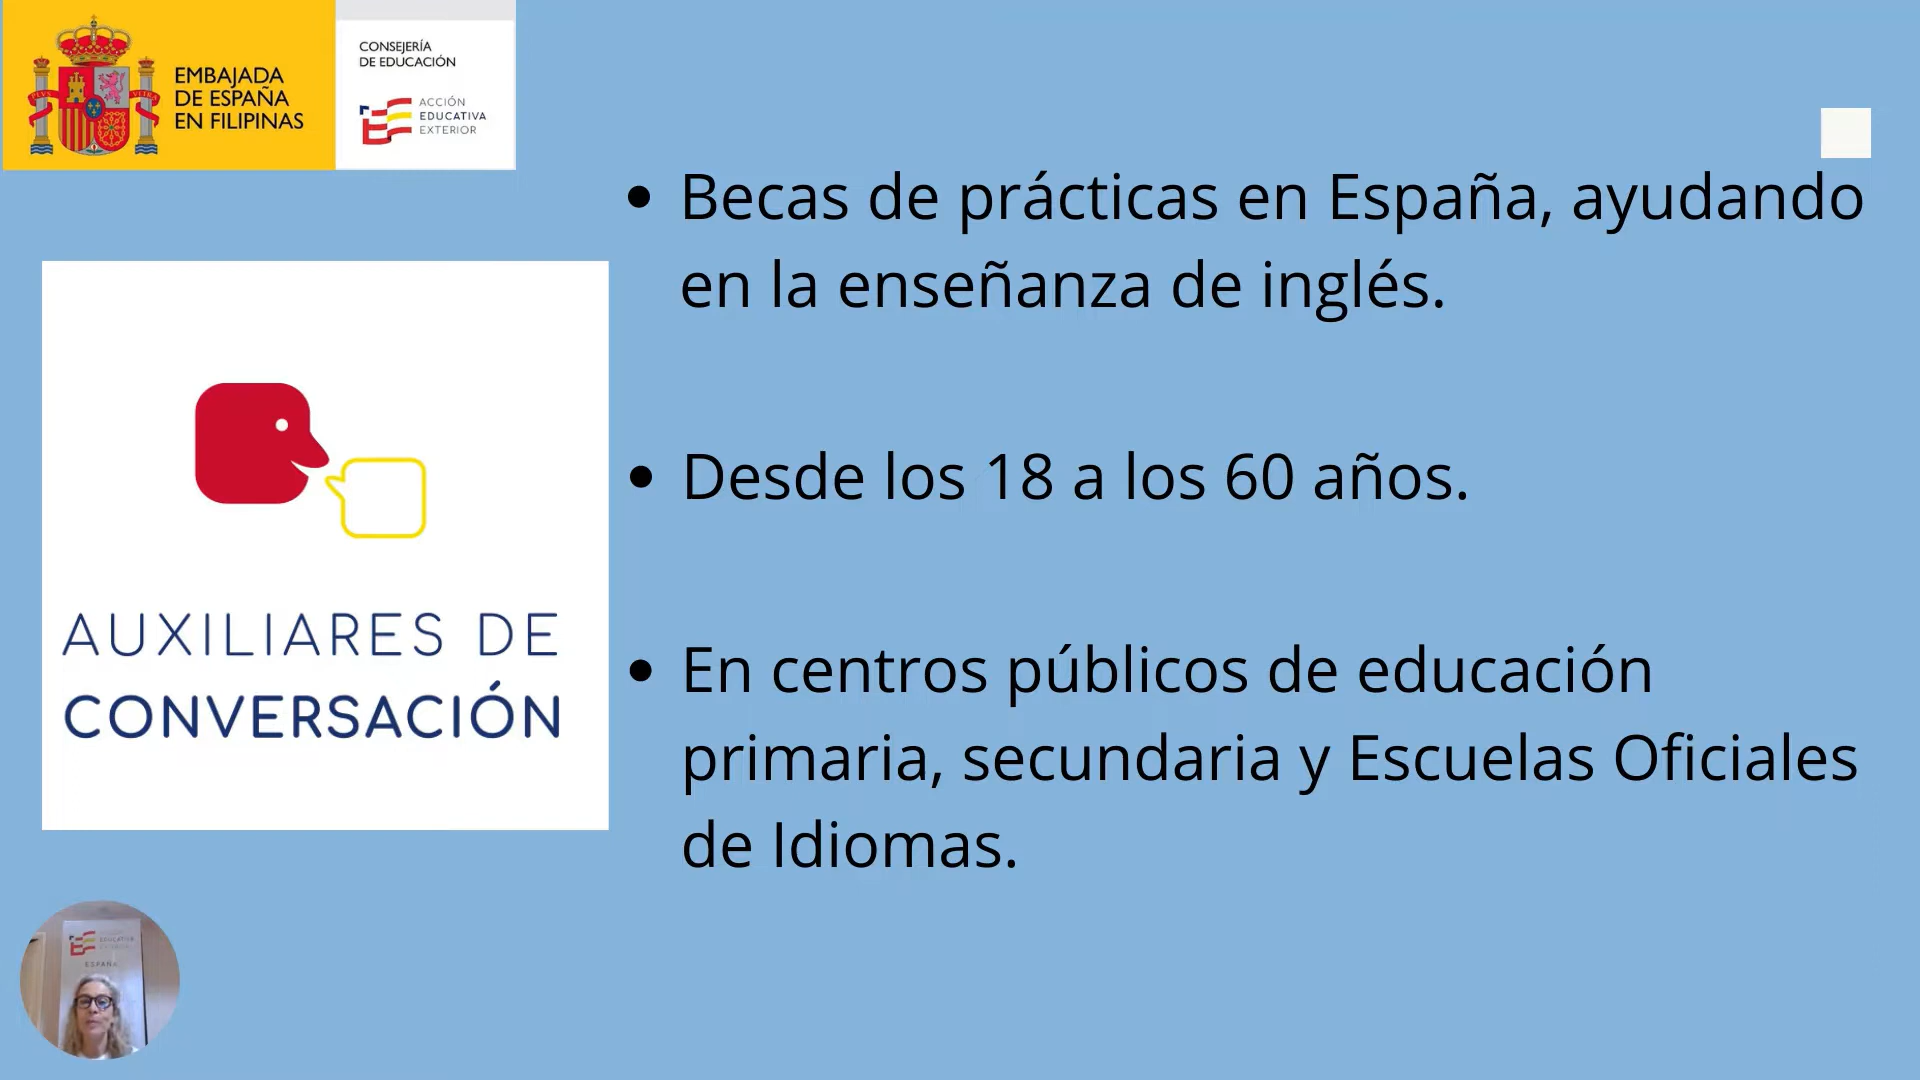 EMBAJADA
DE ESPAÑA
EN FILIPINAS
CONSEJERÍA
DE EDUCACIÓN
ACCIÓN
EDUCATIVA
EXTERIOR
• Becas de prácticas en España, ayudando
en la enseñanza de inglés.
• Desde los 18 a los 60 años.
• En centros públicos de educación
primaria, secundaria y Escuelas Oficiales
de Idiomas.
AUXILIARES DE
CONVERSACIÓN
EDUCATIVA
ESPAÑA